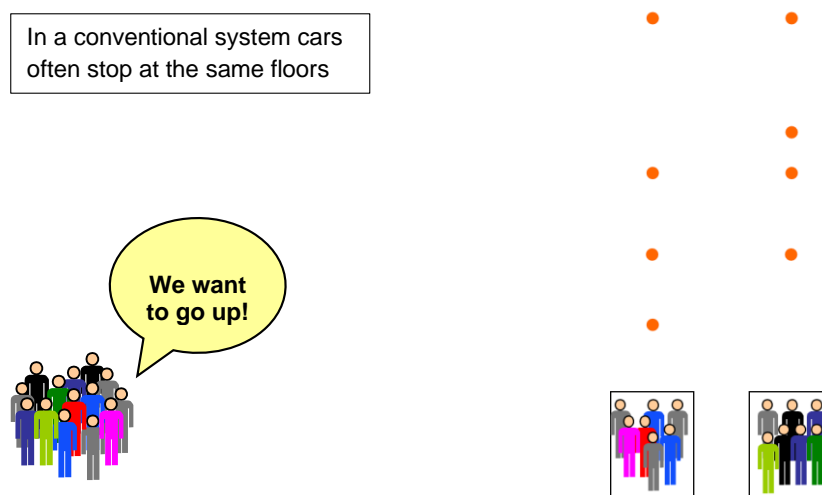 In a conventional system cars
often stop at the same floors
We want
to go up!